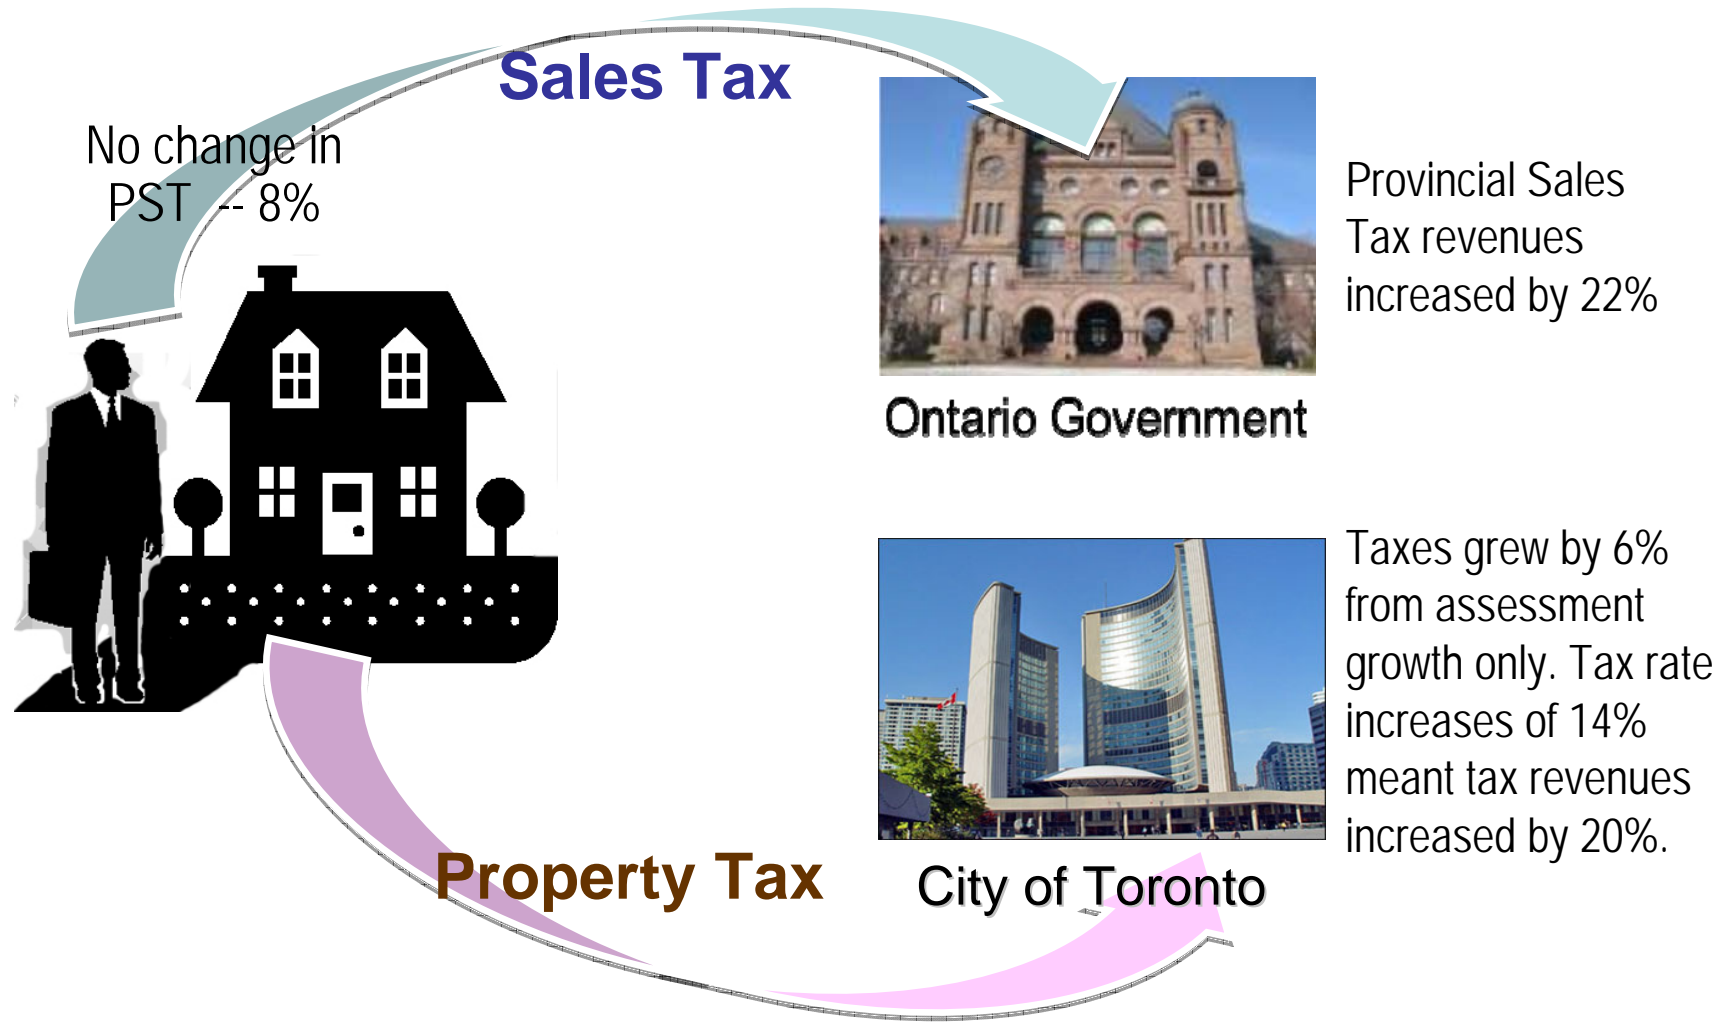 Sales Tax
No change in
PST -- 8%
Provincial Sales
Tax revenues
increased by 22%
Ontario Government
Taxes grew by 6%
from assessment
growth only. Tax rate
increases of 14%
meant tax revenues
increased by 20%.
Property Tax
City of Toronto